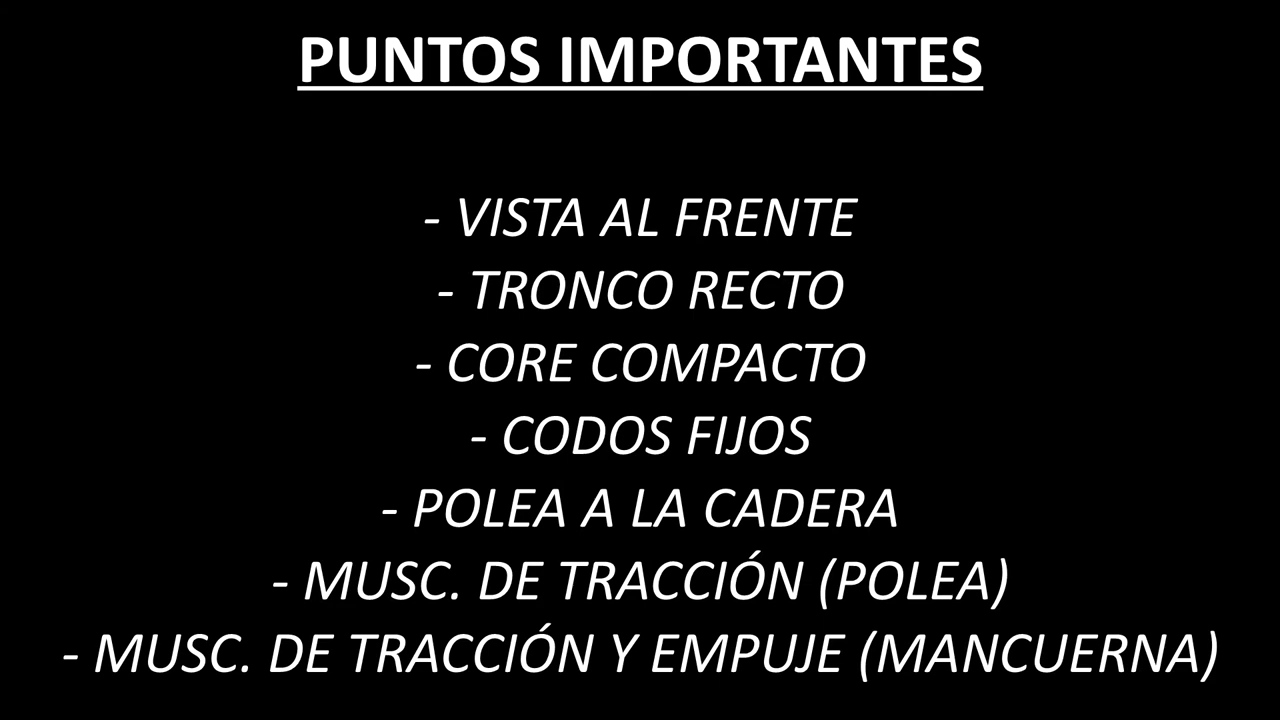 PUNTOS IMPORTANTES
- VISTA AL FRENTE
- TRONCO RECTO
- CORE COMPACTO
- CODOS FIJOS
- POLEA A LA CADERA
- MUSC. DE TRACCIÓN (POLEA)
- MUSC. DE TRACCIÓN Y EMPUJE (MANCUERNA)